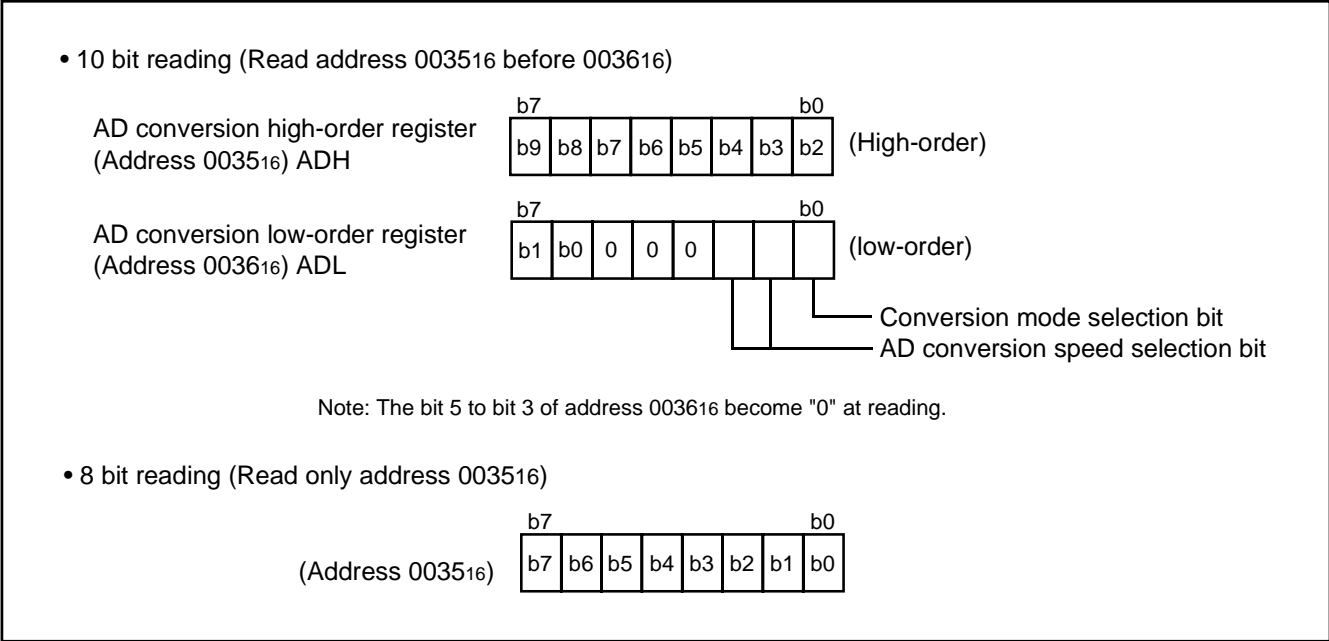 • 10 bit reading (Read address 003516 before 003616)
b7 b0
AD conversion high-order register
(Address 003516) ADH
b9 b8 b7 b6 b5 b4 b3 b2 (High-order)
b7 b0
AD conversion low-order register
(Address 003616) ADL
b1 b0 0 0 0 (low-order)
Conversion mode selection bit
AD conversion speed selection bit
Note: The bit 5 to bit 3 of address 003616 become "0" at reading.
• 8 bit reading (Read only address 003516)
b7 b0
(Address 003516) b7 b6 b5 b4 b3 b2 b1 b0